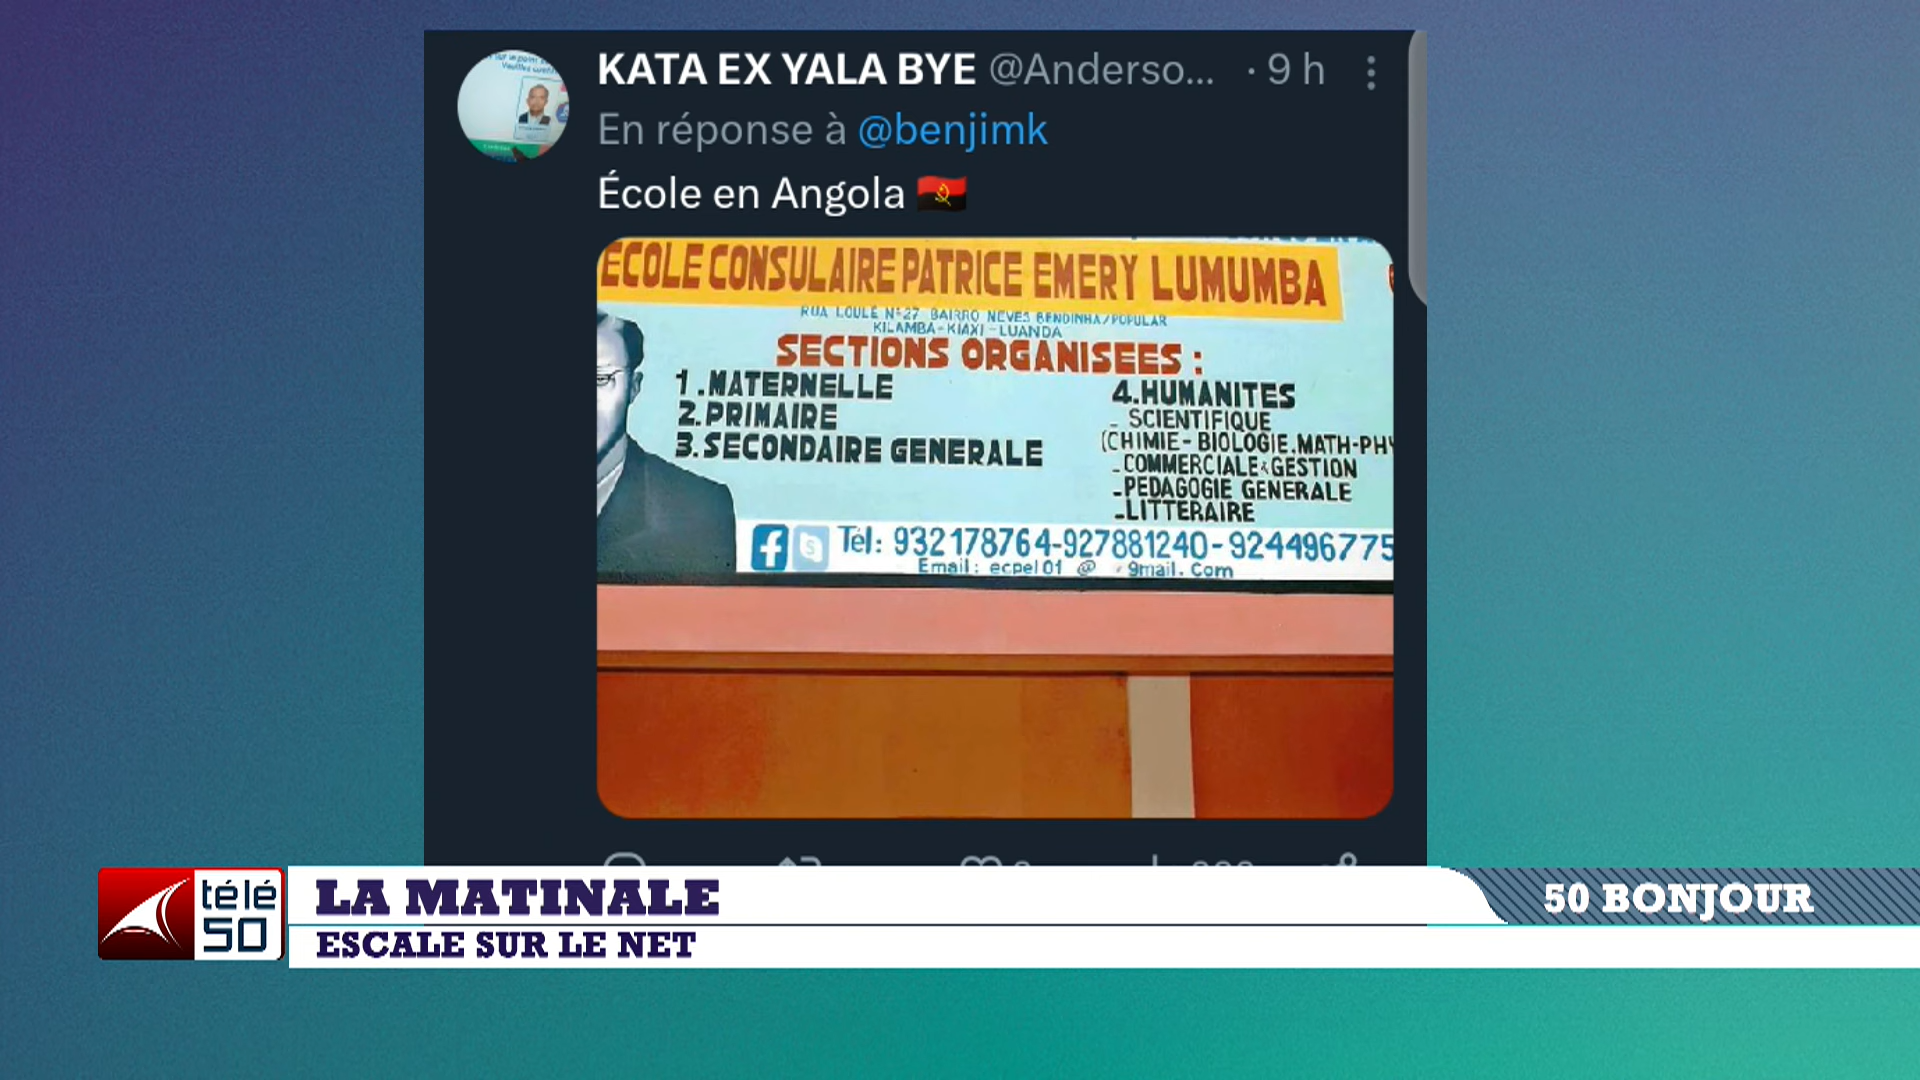 KATA EX YALA BYE @Anderso... · 9 h
En réponse à @benjimk
École en Angola
ECOLE CONSULAIRE PATRICE EMERY LUMUMBA
RUA LOULE Nº27 BAIRRO NEVES BENDINHA/POPULAR
KILAMBA-KIAXI-LUANDA
SECTIONS ORGANISEES :
1.MATERNELLE
2.PRIMAIRE
3.SECONDAIRE GENERALE
4.HUMANITES
- SCIENTIFIQUE
(CHIMIE-BIOLOGIE.MATH-PHY
-COMMERCIALE&GESTION
-PEDAGOGIE GENERALE
-LITTERAIRE
Tél: 932178764-927881240-924496775
Email: ecpel01 @ gmail.Com
télé
50
LA MATINALE
50 BONJOUR
ESCALE SUR LE NET